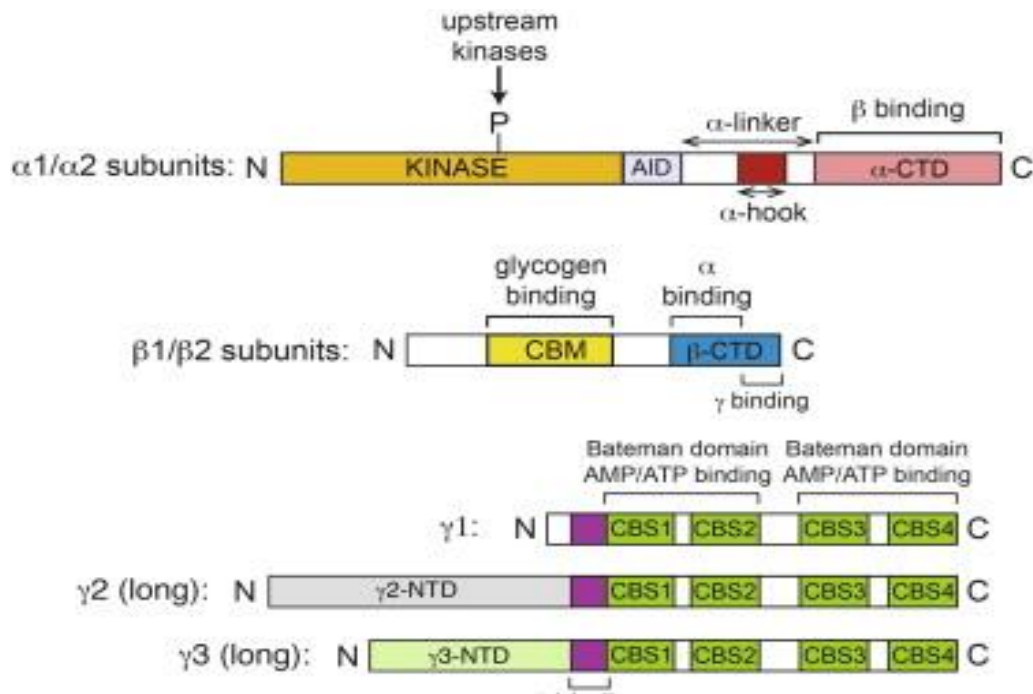 upstream
kinases
P
α-linker
β binding
α1/α2 subunits: N KINASE AID α-CTD C
α-hook
glycogen
binding
α
binding
β1/β2 subunits: N CBM β-CTD C
γ binding
Bateman domain
AMP/ATP binding
Bateman domain
AMP/ATP binding
γ1: N CBS1 CBS2 CBS3 CBS4 C
γ2 (long): N γ2-NTD CBS1 CBS2 CBS3 CBS4 C
γ3 (long): N γ3-NTD CBS1 CBS2 CBS3 CBS4 C